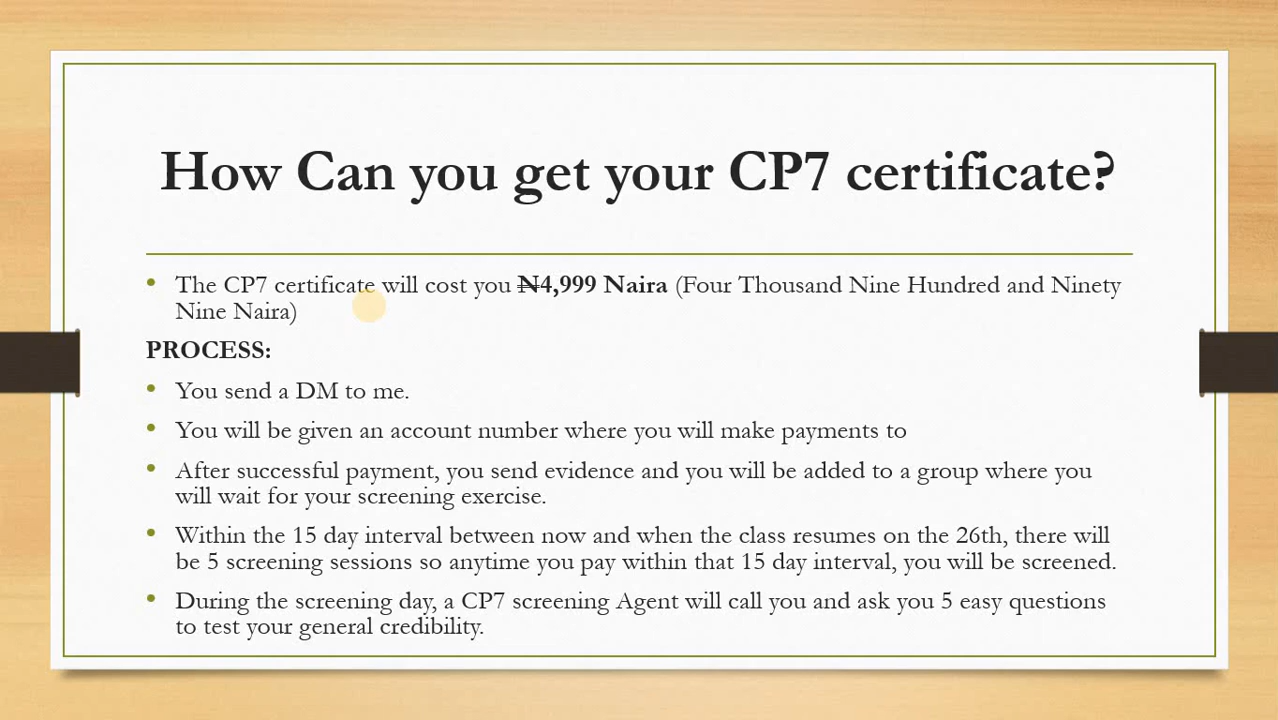 How Can you get your CP7 certificate?
• The CP7 certificate will cost you ₦4,999 Naira (Four Thousand Nine Hundred and Ninety
Nine Naira)
PROCESS:
• You send a DM to me.
• You will be given an account number where you will make payments to
• After successful payment, you send evidence and you will be added to a group where you
will wait for your screening exercise.
• Within the 15 day interval between now and when the class resumes on the 26th, there will
be 5 screening sessions so anytime you pay within that 15 day interval, you will be screened.
• During the screening day, a CP7 screening Agent will call you and ask you 5 easy questions
to test your general credibility.